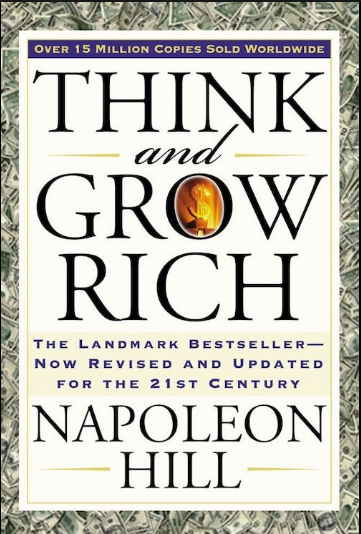 OVER 15 MILLION COPIES SOLD WORLDWIDE
THINK
and
GROW
RICH
THE LANDMARK BESTSELLER—
NOW REVISED AND UPDATED
FOR THE 21ST CENTURY
NAPOLEON
HILL